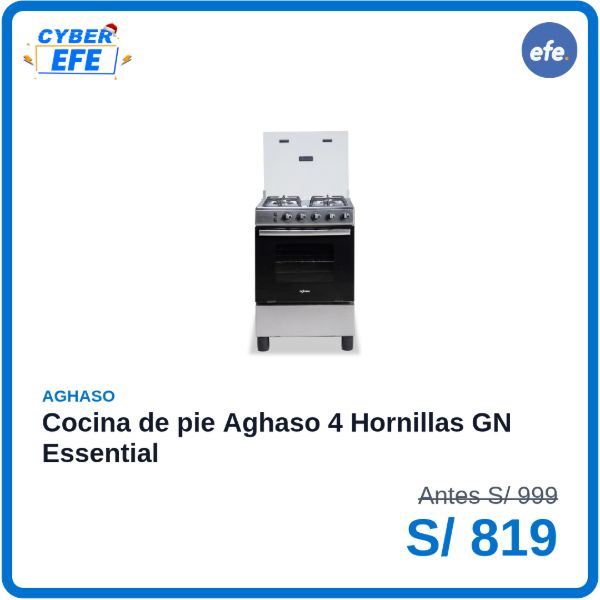 CYBER
EFE
efe.
AGHASO
Cocina de pie Aghaso 4 Hornillas GN
Essential
Antes S/ 999
S/ 819